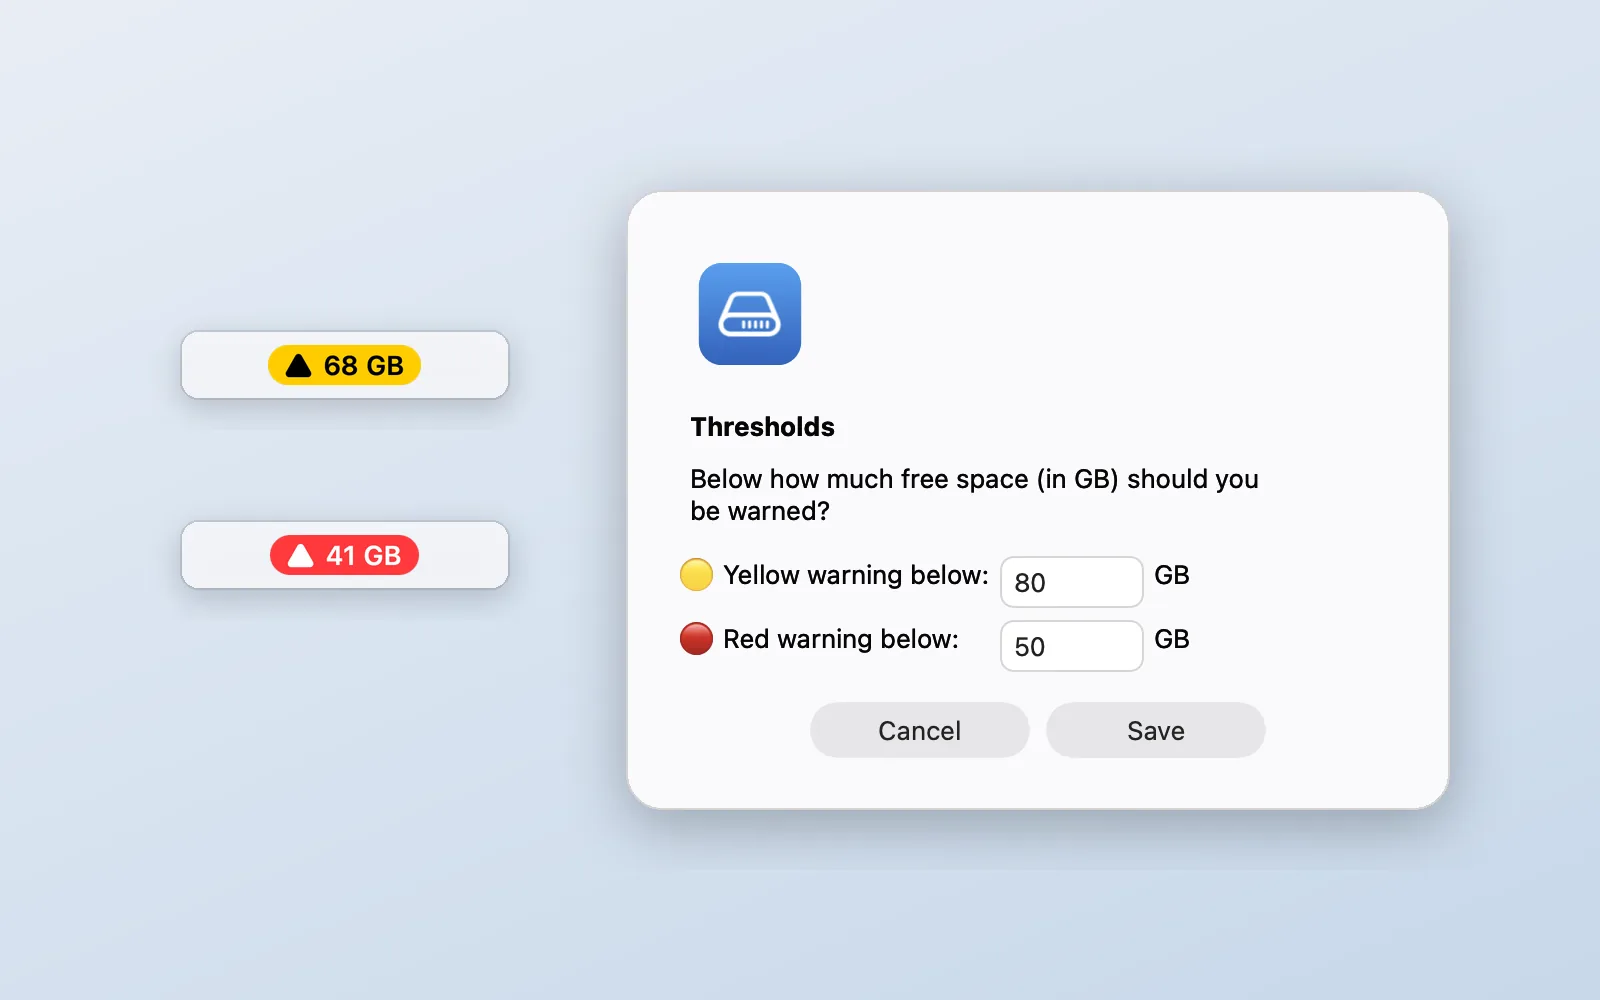 68 GB
41 GB
Thresholds
Below how much free space (in GB) should you
be warned?
Yellow warning below: 80 GB
Red warning below: 50 GB
Cancel Save